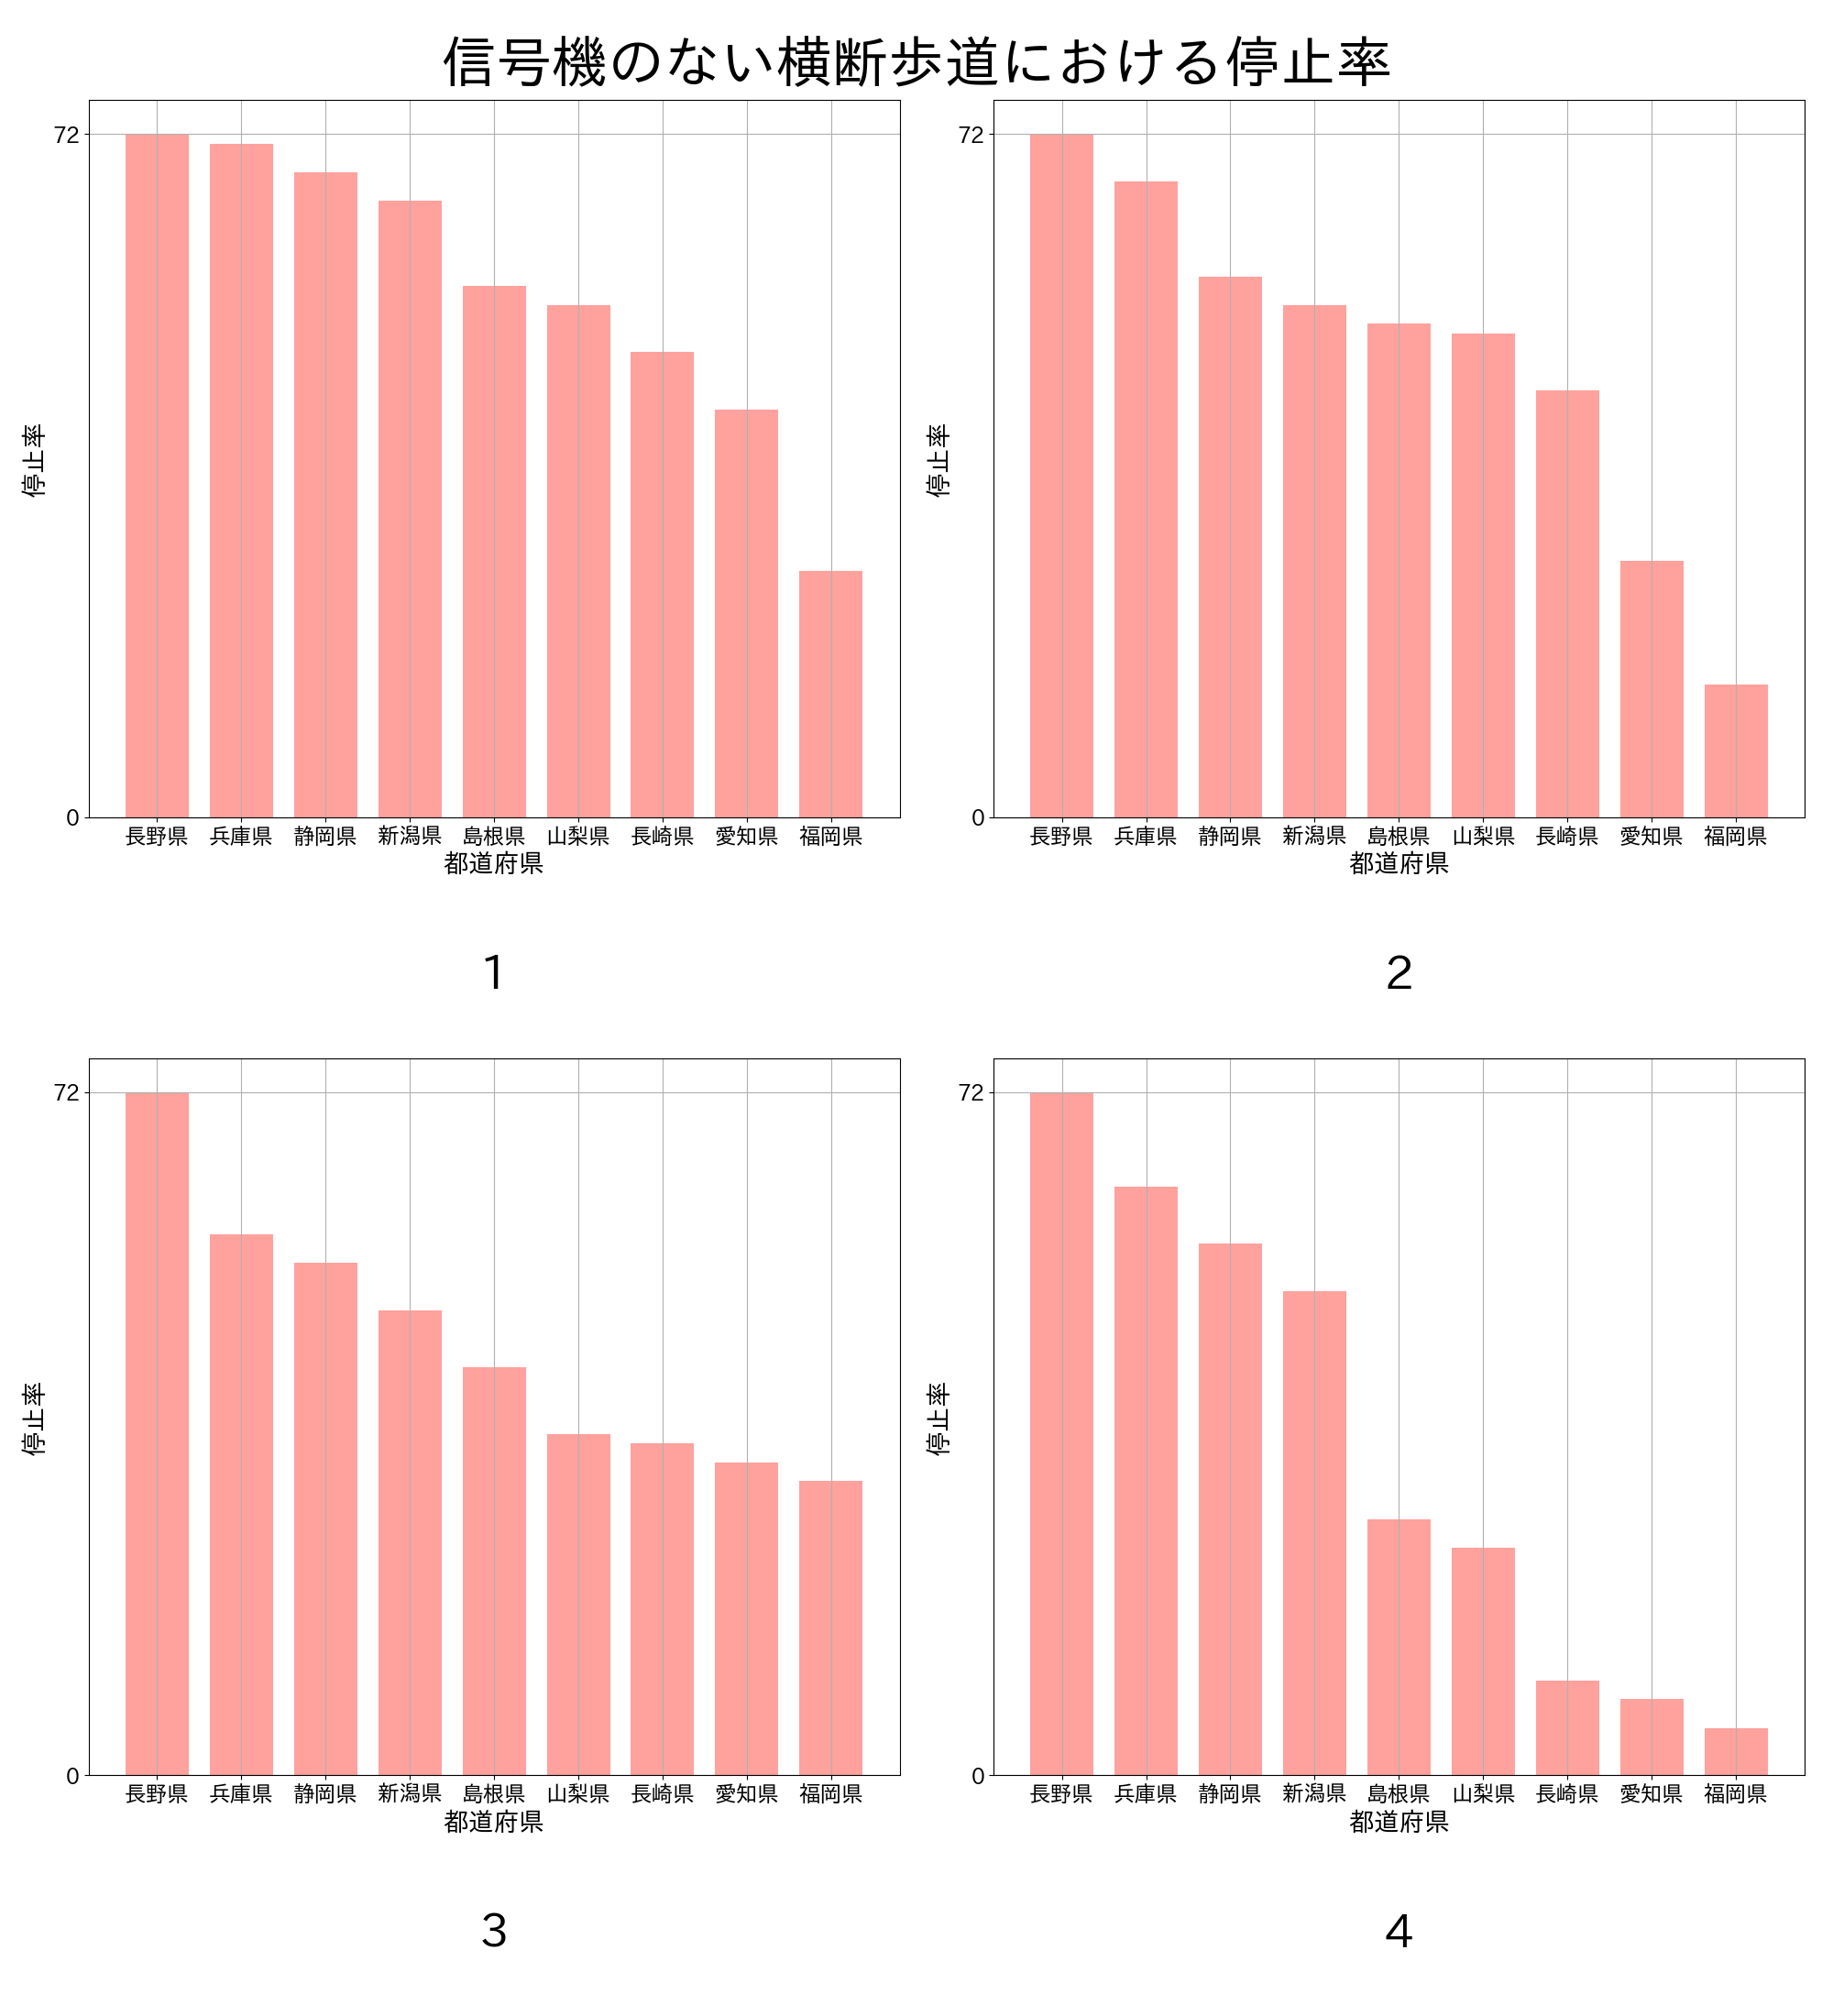 信号機のない横断歩道における停止率
72
0
停止率
長野県 兵庫県 静岡県 新潟県 島根県 山梨県 長崎県 愛知県 福岡県
都道府県
1
72
0
停止率
長野県 兵庫県 静岡県 新潟県 島根県 山梨県 長崎県 愛知県 福岡県
都道府県
2
72
0
停止率
長野県 兵庫県 静岡県 新潟県 島根県 山梨県 長崎県 愛知県 福岡県
都道府県
3
72
0
停止率
長野県 兵庫県 静岡県 新潟県 島根県 山梨県 長崎県 愛知県 福岡県
都道府県
4